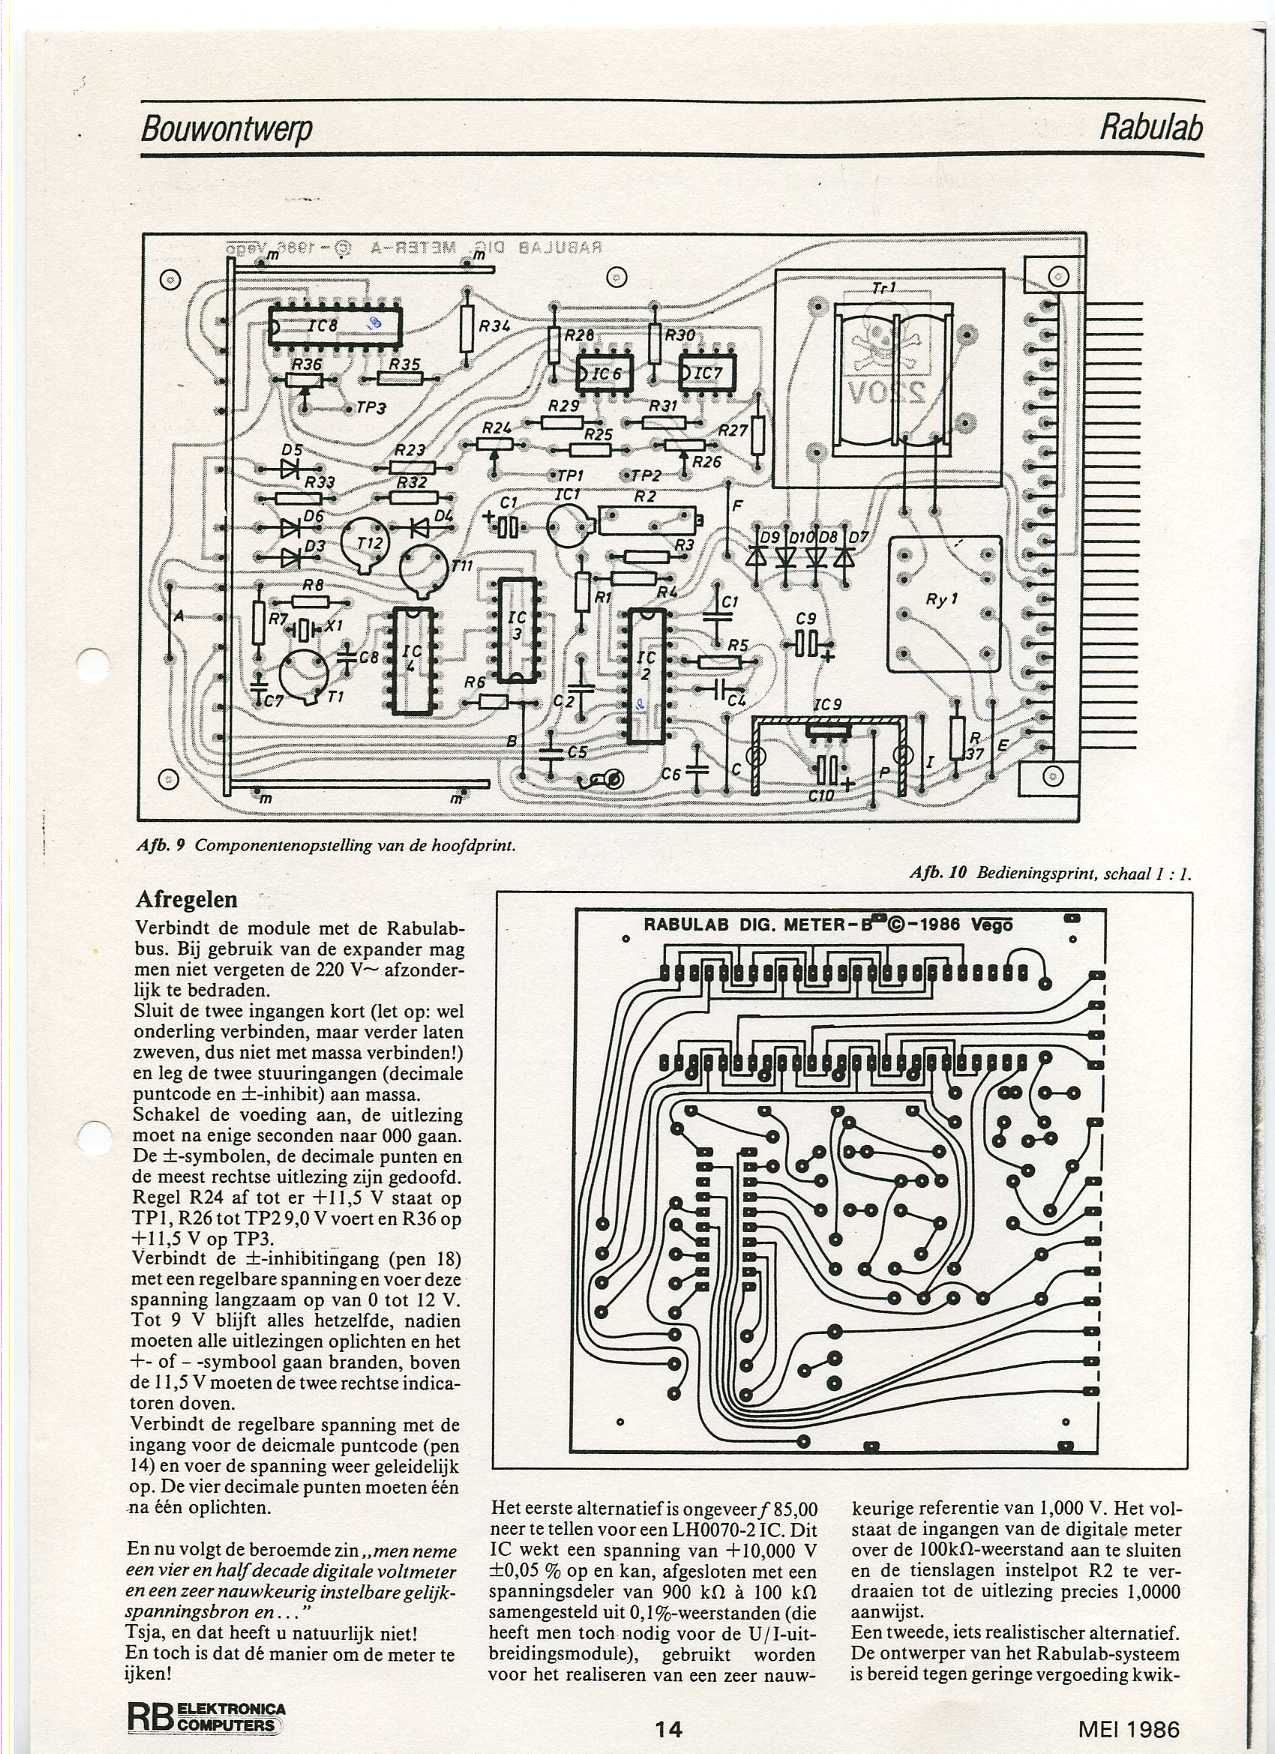 Bouwontwerp
Rabulab
RABULAB DIG. METER-A ©-1986 Vego
m
m
IC8
R34
R28
R30
Tr1
R36
R35
IC6
IC7
220V
TP3
R29
R31
R24
R25
R27
R26
D5
R23
TP1
TP2
R33
R32
C1
IC1
R2
F
D6
T12
D4
D9
D10
D8
D7
D3
R3
T11
R8
R1
R4
Ry1
A
R7
X1
IC
3
C1
C9
C8
IC
4
IC
2
R5
R6
C7
T1
C2
C4
IC9
B
R
37
E
C5
C6
C
P
I
C10
m
m
Afb. 9 Componentenopstelling van de hoofdprint.
Afb. 10 Bedieningsprint, schaal 1 : 1.
RABULAB DIG. METER-B ©-1986 Vego
Afregelen
Verbindt de module met de Rabulab-
bus. Bij gebruik van de expander mag
men niet vergeten de 220 V~ afzonder-
lijk te bedraden.
Sluit de twee ingangen kort (let op: wel
onderling verbinden, maar verder laten
zweven, dus niet met massa verbinden!)
en leg de twee stuuringangen (decimale
puntcode en ±-inhibit) aan massa.
Schakel de voeding aan, de uitlezing
moet na enige seconden naar 000 gaan.
De ±-symbolen, de decimale punten en
de meest rechtse uitlezing zijn gedoofd.
Regel R24 af tot er +11,5 V staat op
TP1, R26 tot TP2 9,0 V voert en R36 op
+11,5 V op TP3.
Verbindt de ±-inhibitingang (pen 18)
met een regelbare spanning en voer deze
spanning langzaam op van 0 tot 12 V.
Tot 9 V blijft alles hetzelfde, nadien
moeten alle uitlezingen oplichten en het
+- of – -symbool gaan branden, boven
de 11,5 V moeten de twee rechtse indica-
toren doven.
Verbindt de regelbare spanning met de
ingang voor de deicmale puntcode (pen
14) en voer de spanning weer geleidelijk
op. De vier decimale punten moeten één
na één oplichten.
En nu volgt de beroemde zin „men neme
een vier en half decade digitale voltmeter
en een zeer nauwkeurig instelbare gelijk-
spanningsbron en...”
Tsja, en dat heeft u natuurlijk niet!
En toch is dat dé manier om de meter te
ijken!
Het eerste alternatief is ongeveer ƒ 85,00
neer te tellen voor een LH0070-2 IC. Dit
IC wekt een spanning van +10,000 V
±0,05 % op en kan, afgesloten met een
spanningsdeler van 900 kΩ à 100 kΩ
samengesteld uit 0,1%-weerstanden (die
heeft men toch nodig voor de U/I-uit-
breidingsmodule), gebruikt worden
voor het realiseren van een zeer nauw-
keurige referentie van 1,000 V. Het vol-
staat de ingangen van de digitale meter
over de 100kΩ-weerstand aan te sluiten
en de tienslagen instelpot R2 te ver-
draaien tot de uitlezing precies 1,0000
aanwijst.
Een tweede, iets realistischer alternatief.
De ontwerper van het Rabulab-systeem
is bereid tegen geringe vergoeding kwik-
RB ELEKTRONICA
COMPUTERS
14
MEI 1986